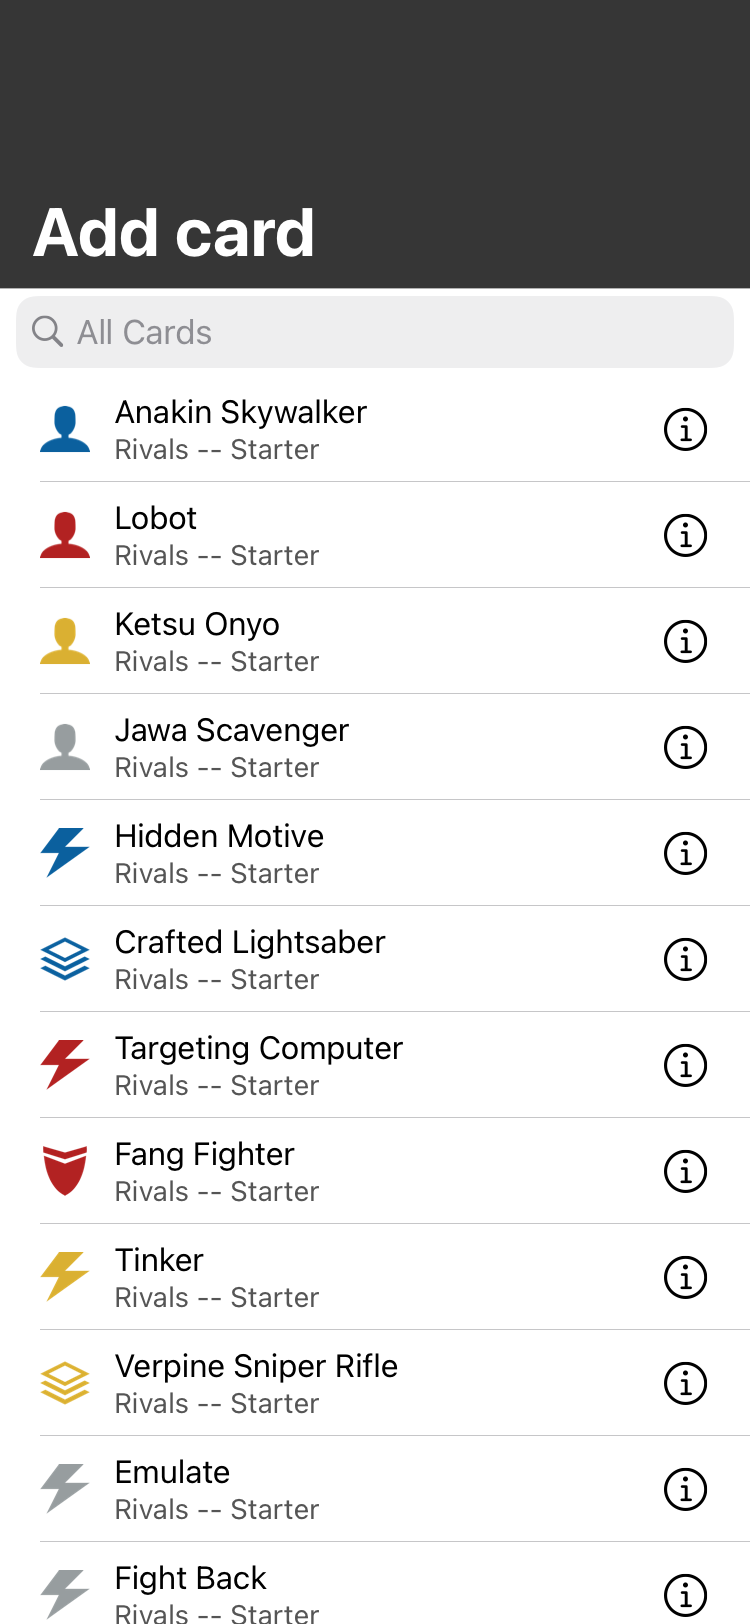 Add card
All Cards
Anakin Skywalker
Rivals -- Starter
Lobot
Rivals -- Starter
Ketsu Onyo
Rivals -- Starter
Jawa Scavenger
Rivals -- Starter
Hidden Motive
Rivals -- Starter
Crafted Lightsaber
Rivals -- Starter
Targeting Computer
Rivals -- Starter
Fang Fighter
Rivals -- Starter
Tinker
Rivals -- Starter
Verpine Sniper Rifle
Rivals -- Starter
Emulate
Rivals -- Starter
Fight Back
Rivals -- Starter